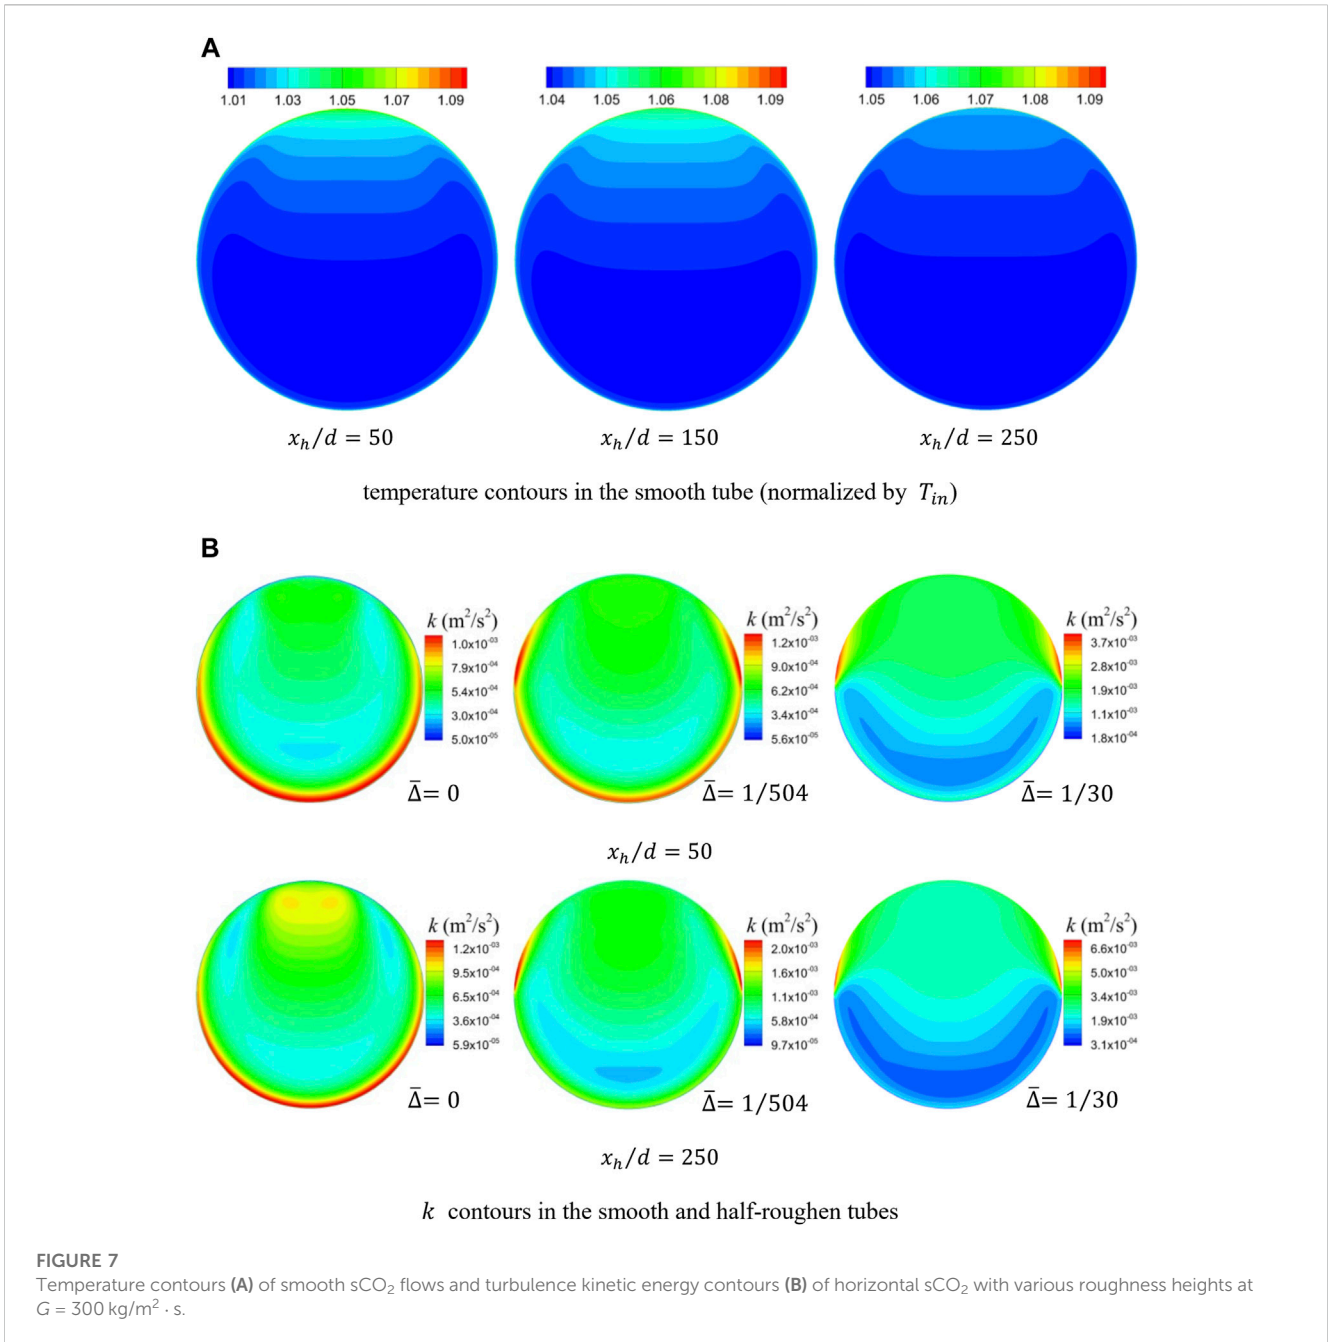 A
1.01 1.03 1.05 1.07 1.09
1.04 1.05 1.06 1.08 1.09
1.05 1.06 1.07 1.08 1.09
x_h/d = 50
x_h/d = 150
x_h/d = 250
temperature contours in the smooth tube (normalized by T_in)
B
k (m²/s²)
1.0x10⁻⁰³
7.9x10⁻⁰⁴
5.4x10⁻⁰⁴
3.0x10⁻⁰⁴
5.0x10⁻⁰⁵
Δ̄= 0
k (m²/s²)
1.2x10⁻⁰³
9.0x10⁻⁰⁴
6.2x10⁻⁰⁴
3.4x10⁻⁰⁴
5.6x10⁻⁰⁵
Δ̄= 1/504
k (m²/s²)
3.7x10⁻⁰³
2.8x10⁻⁰³
1.9x10⁻⁰³
1.1x10⁻⁰³
1.8x10⁻⁰⁴
Δ̄= 1/30
x_h/d = 50
k (m²/s²)
1.2x10⁻⁰³
9.5x10⁻⁰⁴
6.5x10⁻⁰⁴
3.6x10⁻⁰⁴
5.9x10⁻⁰⁵
Δ̄= 0
k (m²/s²)
2.0x10⁻⁰³
1.6x10⁻⁰³
1.1x10⁻⁰³
5.8x10⁻⁰⁴
9.7x10⁻⁰⁵
Δ̄= 1/504
k (m²/s²)
6.6x10⁻⁰³
5.0x10⁻⁰³
3.4x10⁻⁰³
1.9x10⁻⁰³
3.1x10⁻⁰⁴
Δ̄= 1/30
x_h/d = 250
k contours in the smooth and half-roughen tubes
FIGURE 7
Temperature contours (A) of smooth sCO₂ flows and turbulence kinetic energy contours (B) of horizontal sCO₂ with various roughness heights at
G = 300 kg/m² · s.